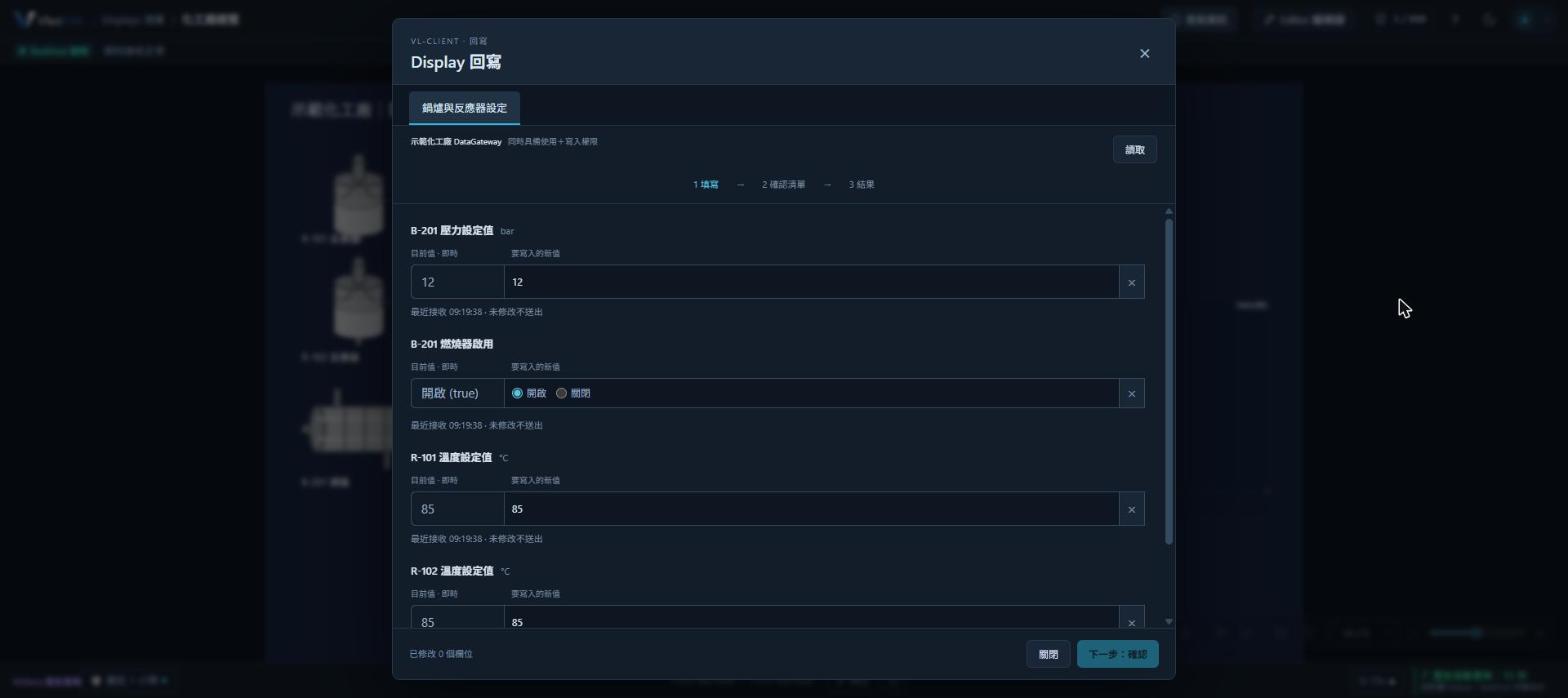 VL-CLIENT · 回寫
Display 回寫
鍋爐與反應器設定
示範化工廠 DataGateway 同時具備使用＋寫入權限
讀取
1 填寫 → 2 確認清單 → 3 結果
B-201 壓力設定值 bar
目前值 · 即時 要寫入的新值
12 12 ×
最近接收 09:19:38 · 未修改不送出
B-201 燃燒器啟用
目前值 · 即時 要寫入的新值
開啟 (true) 開啟 關閉 ×
最近接收 09:19:38 · 未修改不送出
R-101 溫度設定值 °C
目前值 · 即時 要寫入的新值
85 85 ×
最近接收 09:19:38 · 未修改不送出
R-102 溫度設定值 °C
目前值 · 即時 要寫入的新值
85 85 ×
已修改 0 個欄位
關閉 下一步：確認